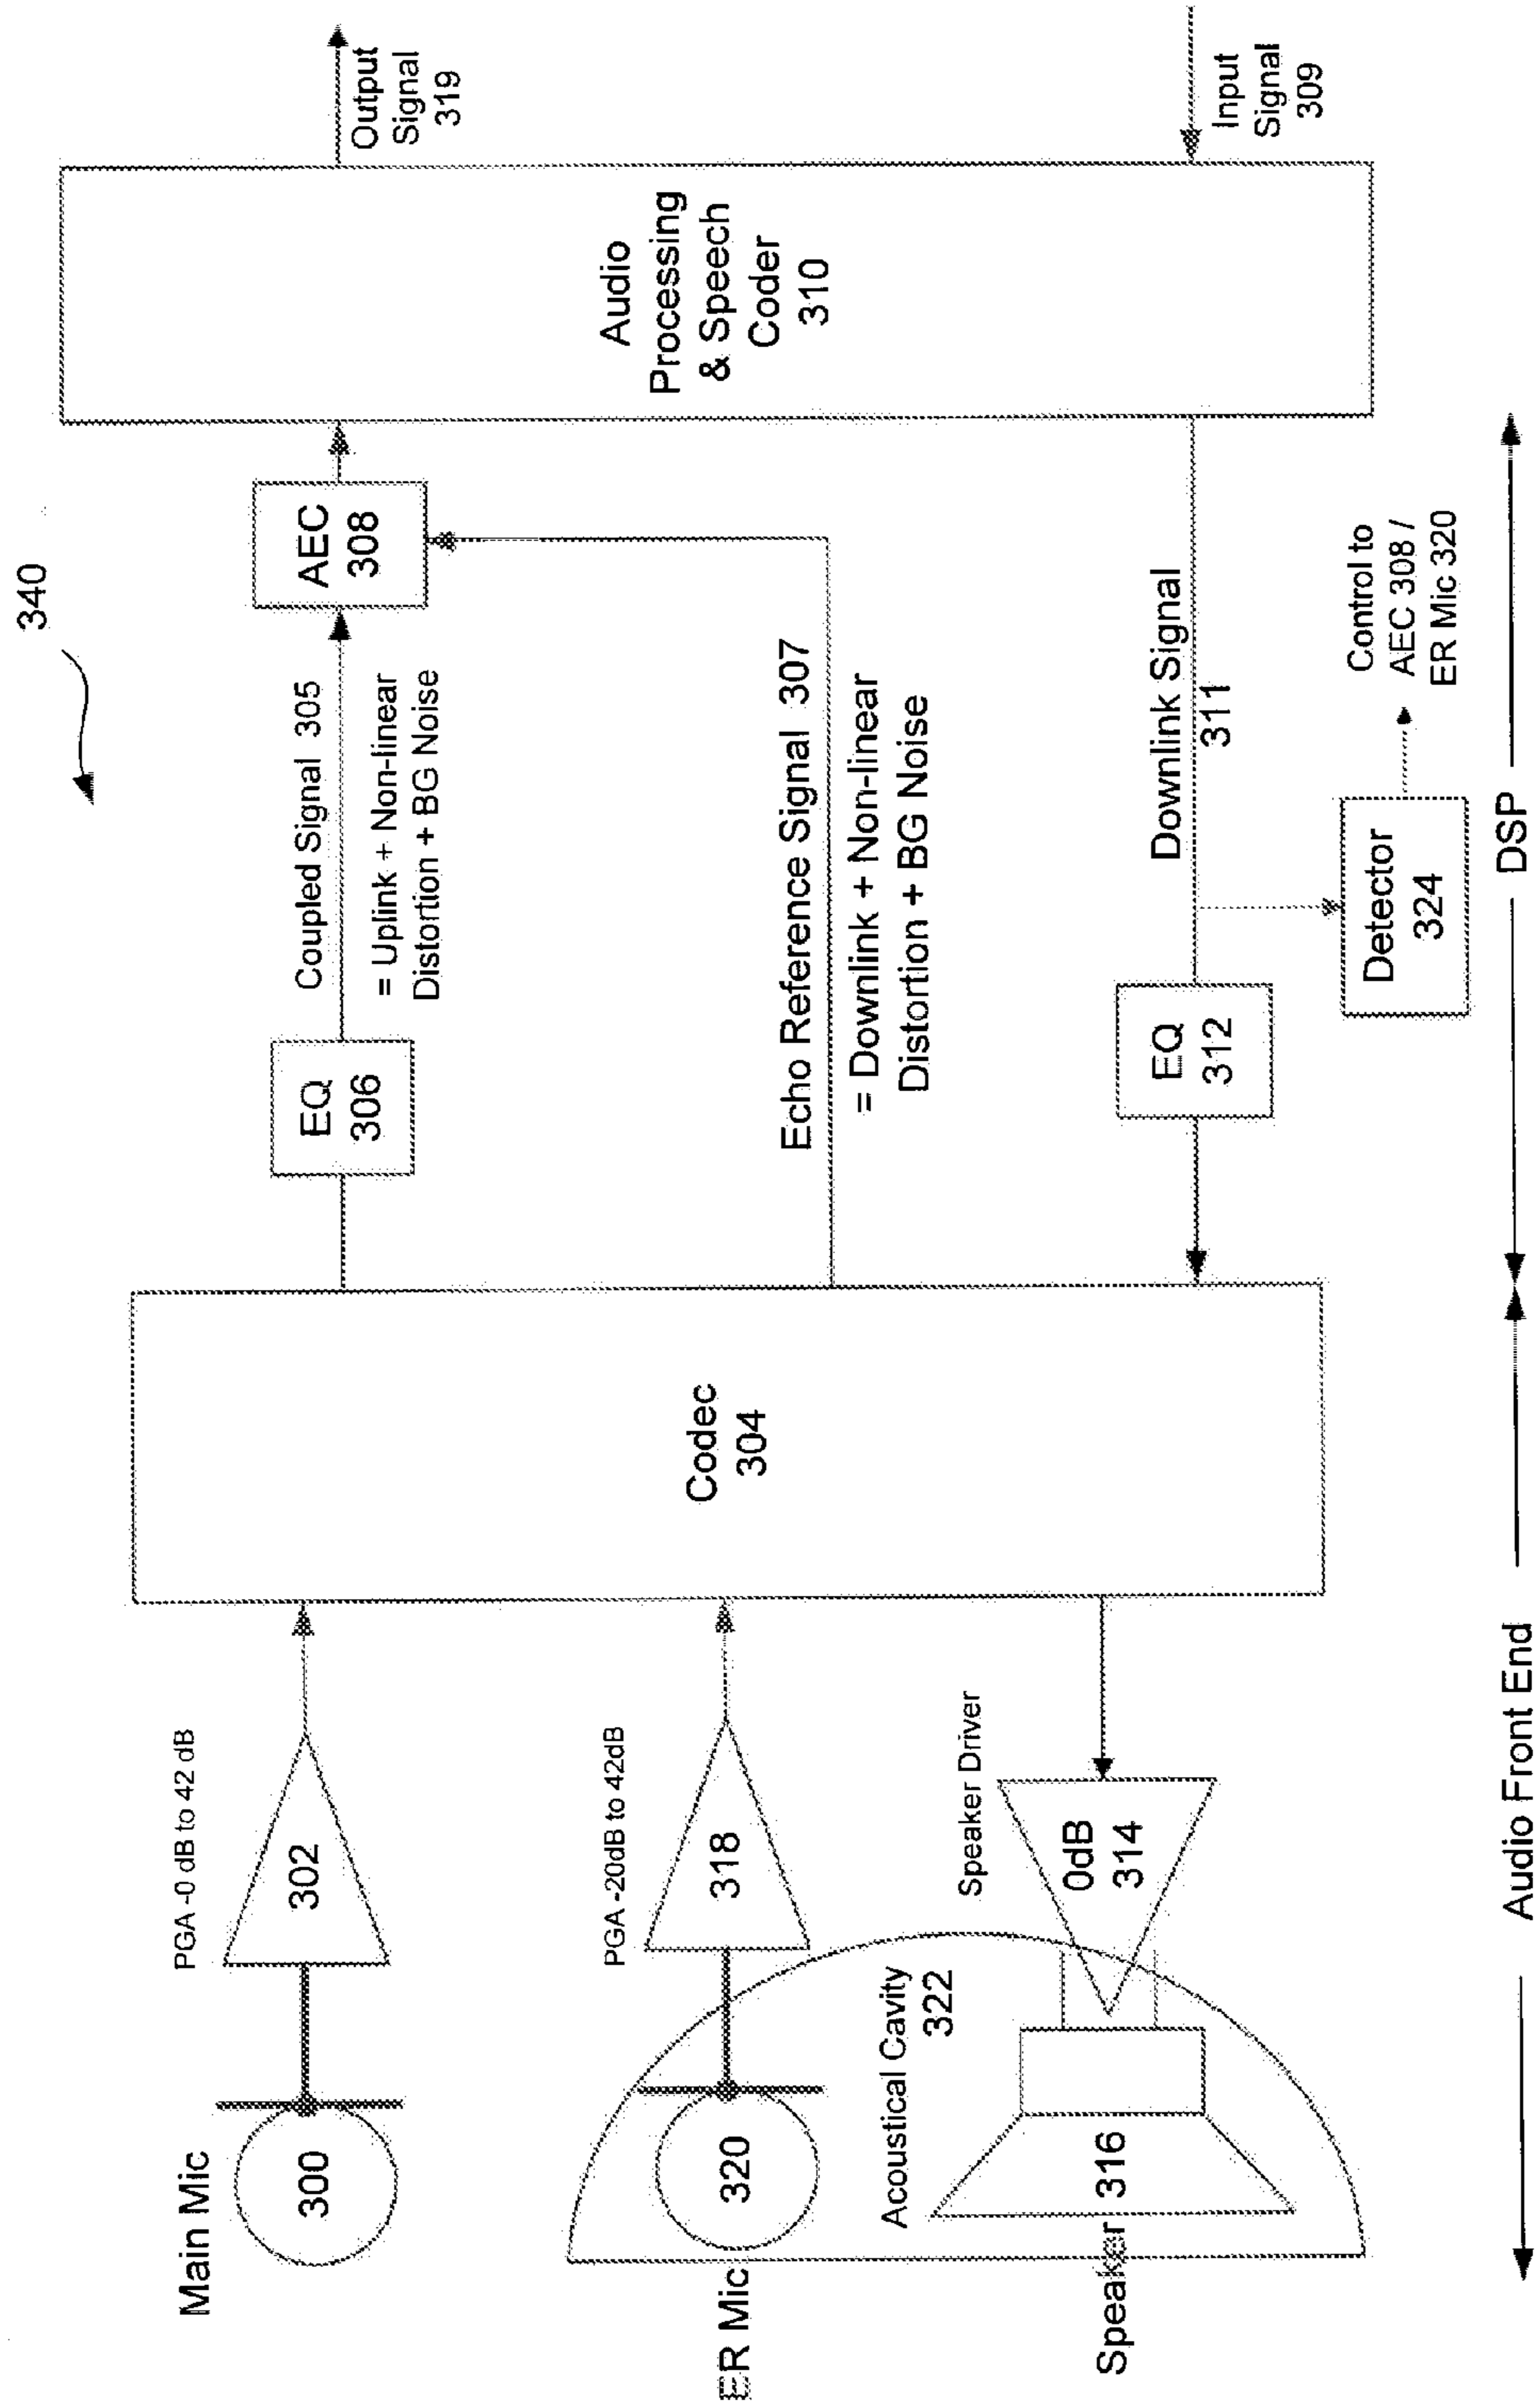 340
Main Mic
300
PGA -0 dB to 42 dB
302
EQ
306
Coupled Signal 305
= Uplink + Non-linear
Distortion + BG Noise
AEC
308
Output
Signal
319
ER Mic
320
PGA -20dB to 42dB
318
Codec
304
Echo Reference Signal 307
= Downlink + Non-linear
Distortion + BG Noise
Audio
Processing
& Speech
Coder
310
Acoustical Cavity
322
Speaker
316
Speaker Driver
0dB
314
EQ
312
Downlink Signal
311
Input
Signal
309
Detector
324
Control to
AEC 308 /
ER Mic 320
Audio Front End
DSP